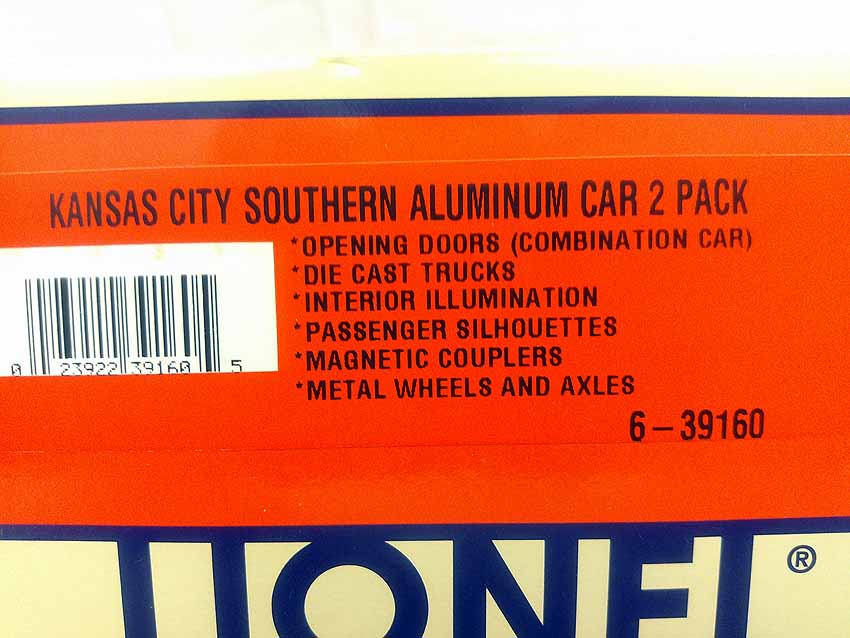 KANSAS CITY SOUTHERN ALUMINUM CAR 2 PACK
*OPENING DOORS (COMBINATION CAR)
*DIE CAST TRUCKS
*INTERIOR ILLUMINATION
*PASSENGER SILHOUETTES
*MAGNETIC COUPLERS
*METAL WHEELS AND AXLES
0 23922 39160 5
6-39160
LIONEL ®